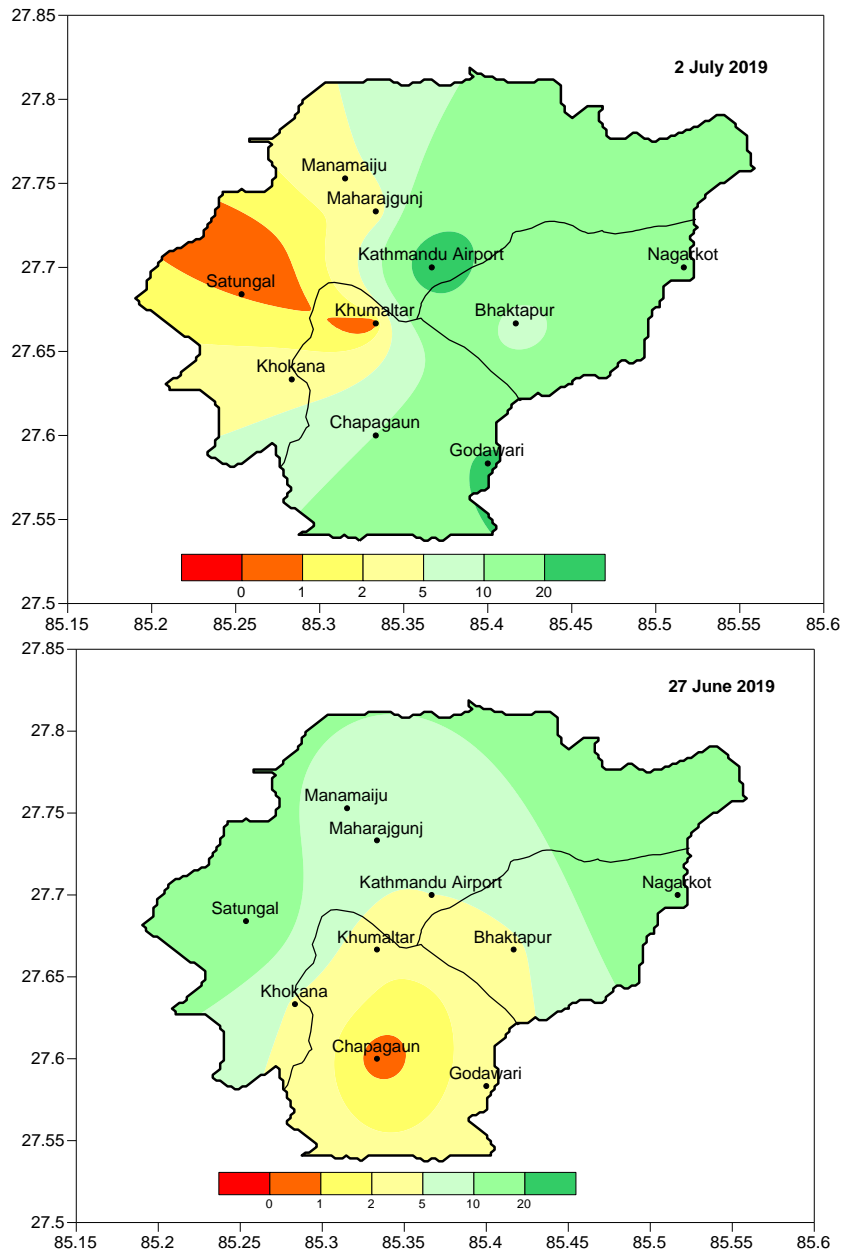 27.85
2 July 2019
27.8
Manamaiju
27.75
Maharajgunj
Kathmandu Airport
Nagarkot
27.7
Satungal
Khumaltar
Bhaktapur
27.65
Khokana
Chapagaun
27.6
Godawari
27.55
0 1 2 5 10 20
27.5
85.15 85.2 85.25 85.3 85.35 85.4 85.45 85.5 85.55 85.6
27.85
27 June 2019
27.8
Manamaiju
27.75
Maharajgunj
Kathmandu Airport
Nagarkot
27.7
Satungal
Khumaltar
Bhaktapur
27.65
Khokana
Chapagaun
27.6
Godawari
27.55
0 1 2 5 10 20
27.5
85.15 85.2 85.25 85.3 85.35 85.4 85.45 85.5 85.55 85.6